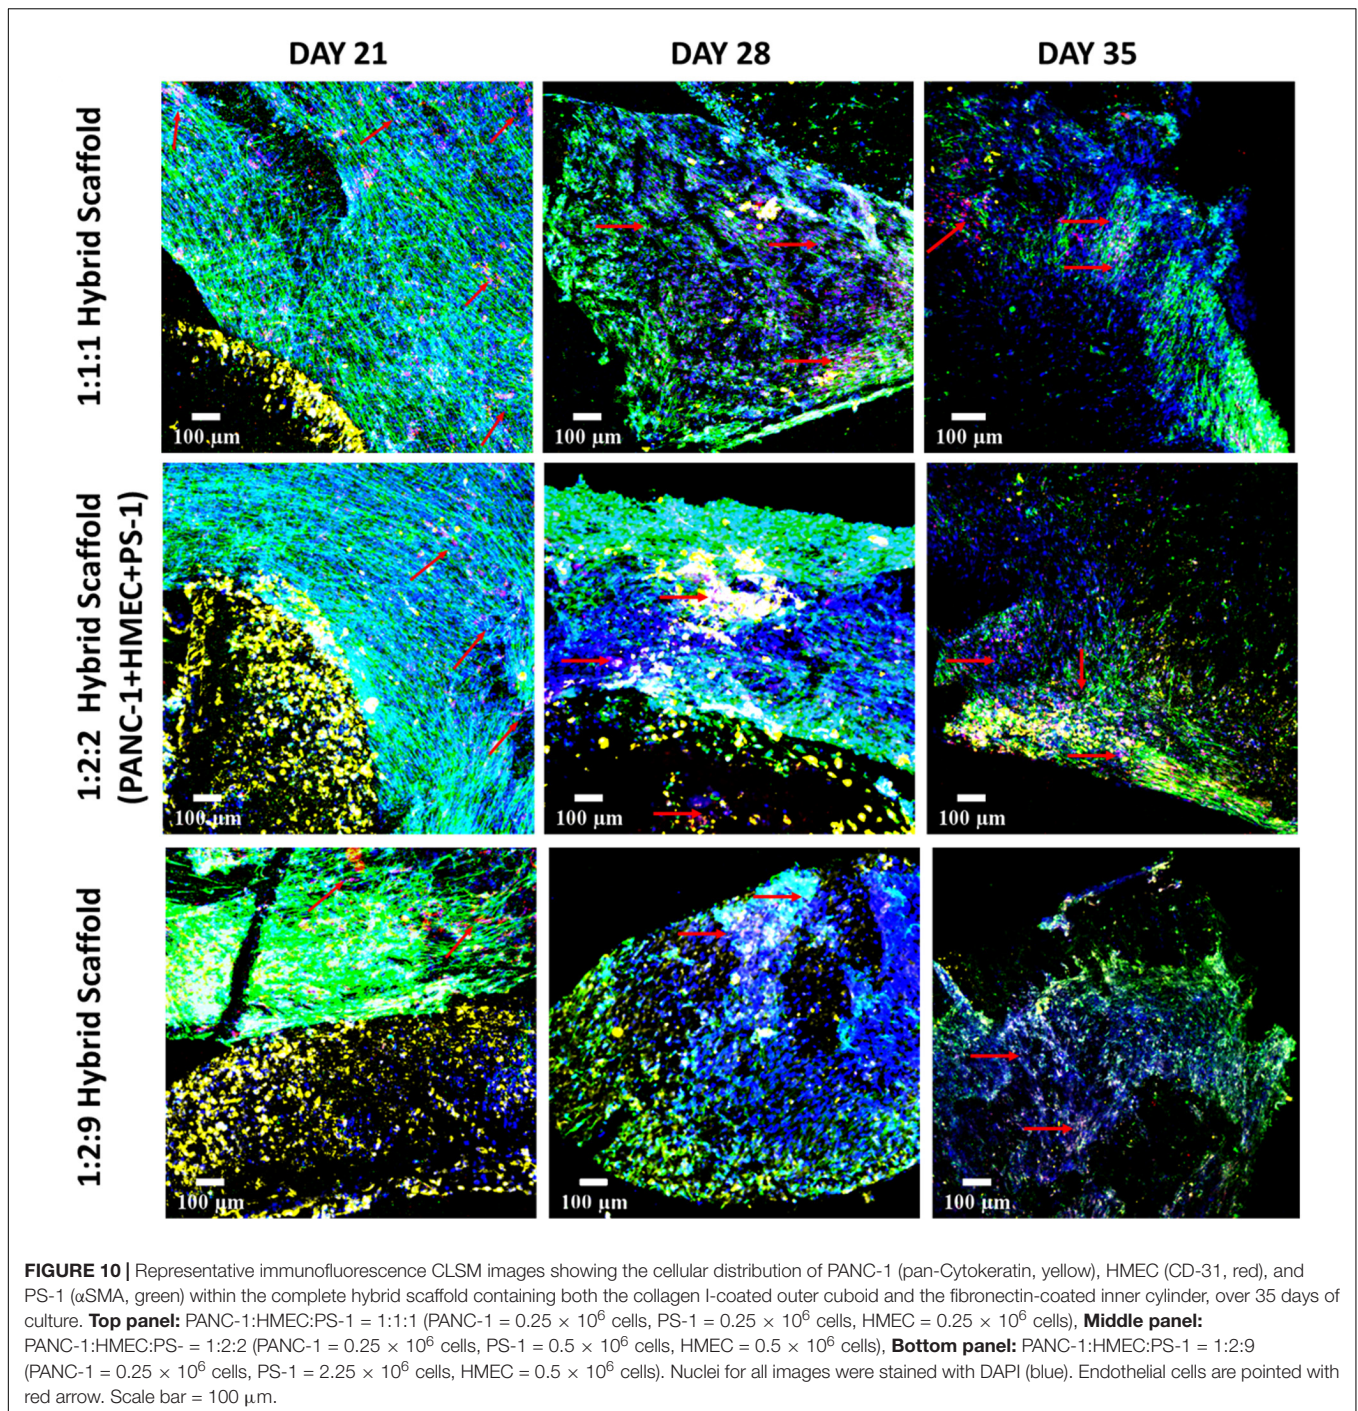 DAY 21
DAY 28
DAY 35
1:1:1 Hybrid Scaffold
100 µm
100 µm
100 µm
1:2:2 Hybrid Scaffold
(PANC-1+HMEC+PS-1)
100 µm
100 µm
100 µm
1:2:9 Hybrid Scaffold
100 µm
100 µm
100 µm
FIGURE 10 | Representative immunofluorescence CLSM images showing the cellular distribution of PANC-1 (pan-Cytokeratin, yellow), HMEC (CD-31, red), and
PS-1 (αSMA, green) within the complete hybrid scaffold containing both the collagen I-coated outer cuboid and the fibronectin-coated inner cylinder, over 35 days of
culture. Top panel: PANC-1:HMEC:PS-1 = 1:1:1 (PANC-1 = 0.25 × 10⁶ cells, PS-1 = 0.25 × 10⁶ cells, HMEC = 0.25 × 10⁶ cells), Middle panel:
PANC-1:HMEC:PS- = 1:2:2 (PANC-1 = 0.25 × 10⁶ cells, PS-1 = 0.5 × 10⁶ cells, HMEC = 0.5 × 10⁶ cells), Bottom panel: PANC-1:HMEC:PS-1 = 1:2:9
(PANC-1 = 0.25 × 10⁶ cells, PS-1 = 2.25 × 10⁶ cells, HMEC = 0.5 × 10⁶ cells). Nuclei for all images were stained with DAPI (blue). Endothelial cells are pointed with
red arrow. Scale bar = 100 µm.